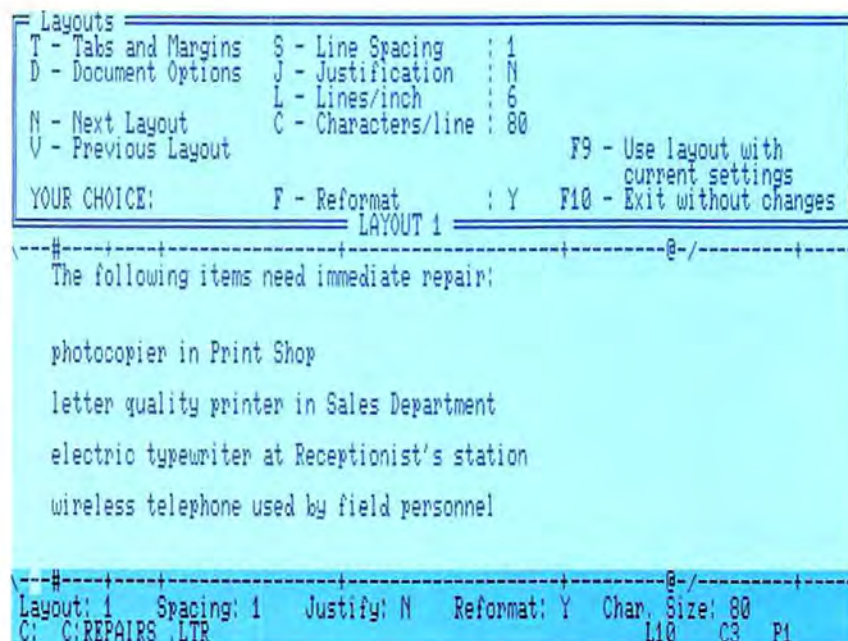 Layouts
T - Tabs and Margins S - Line Spacing : 1
D - Document Options J - Justification : N
L - Lines/inch : 6
N - Next Layout C - Characters/line : 80
V - Previous Layout F9 - Use layout with
current settings
YOUR CHOICE: F - Reformat : Y F10 - Exit without changes
LAYOUT 1
\---#----+----+----------------+--------------------+---------@-/---------+----
The following items need immediate repair:
photocopier in Print Shop
letter quality printer in Sales Department
electric typewriter at Receptionist's station
wireless telephone used by field personnel
\---#----+----+----------------+--------------------+---------@-/---------+----
Layout: 1 Spacing: 1 Justify: N Reformat: Y Char. Size: 80
C: C:REPAIRS .LTR L10 C3 P1